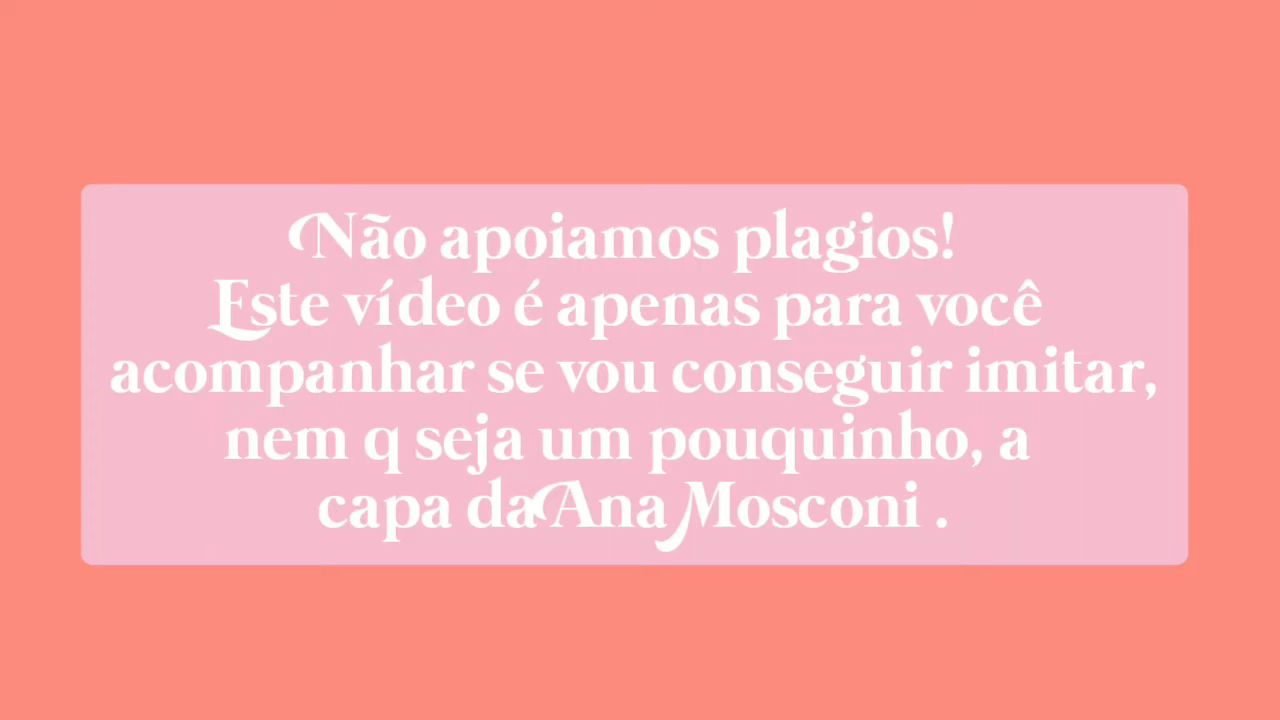 Não apoiamos plagios!
Este vídeo é apenas para você
acompanhar se vou conseguir imitar,
nem q seja um pouquinho, a
capa da Ana Mosconi .